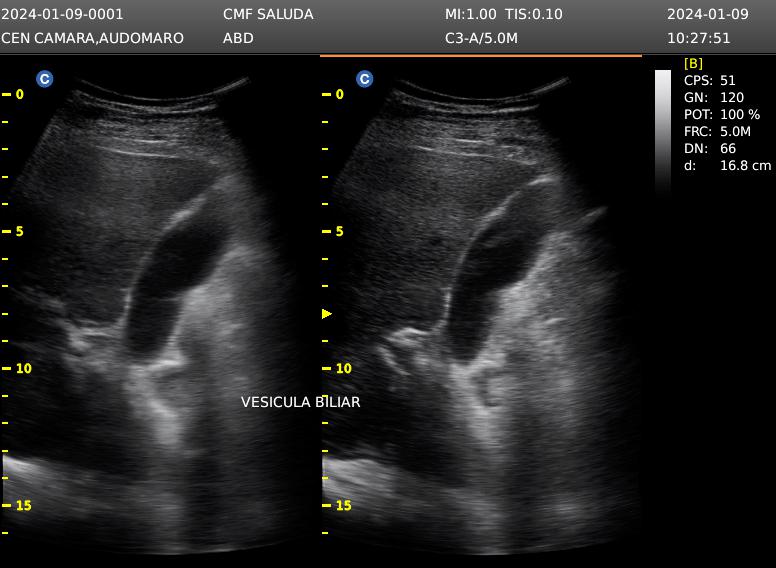 2024-01-09-0001 CMF SALUDA MI:1.00 TIS:0.10 2024-01-09
CEN CAMARA,AUDOMARO ABD C3-A/5.0M 10:27:51
[B]
CPS: 51
GN: 120
POT: 100 %
FRC: 5.0M
DN: 66
d: 16.8 cm
C C
0 0
5 5
10 10
VESICULA BILIAR
15 15